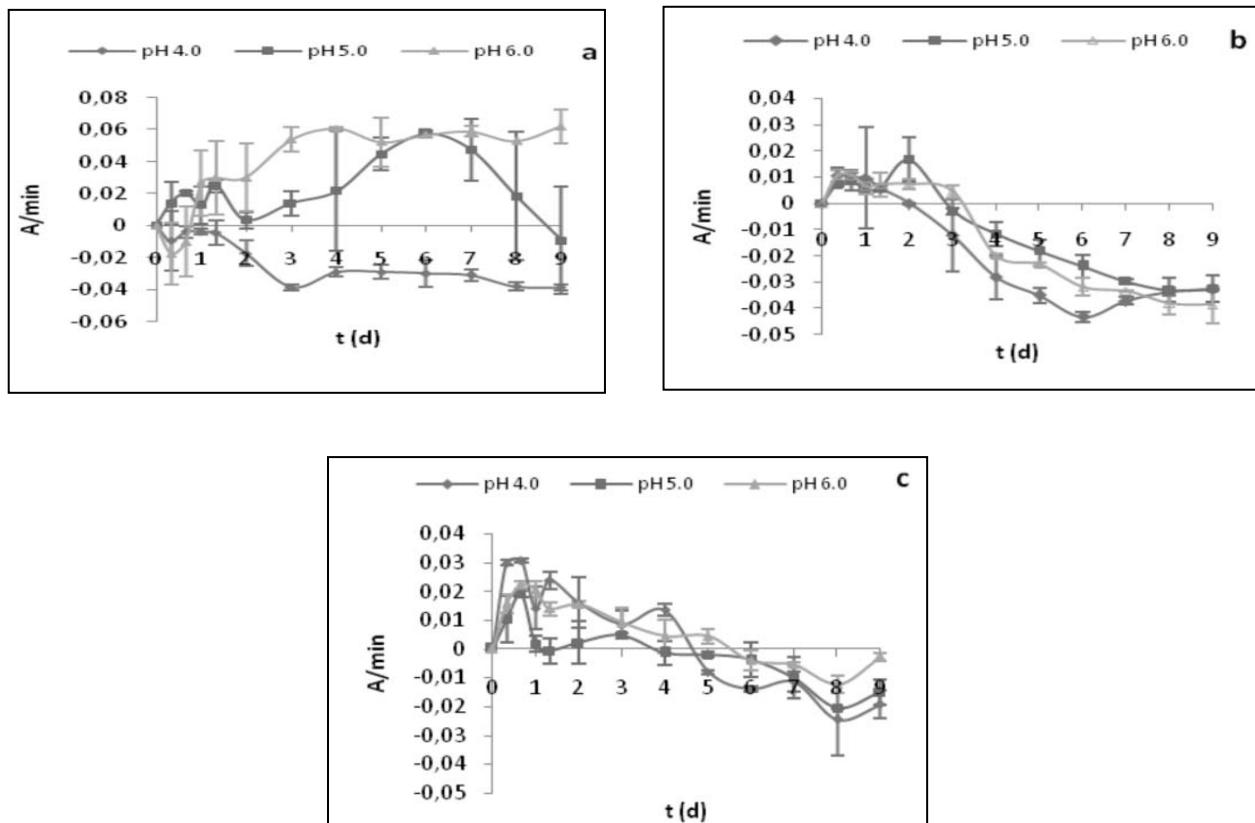 pH 4.0 pH 5.0 pH 6.0 a
0,08
0,06
0,04
0,02
0
-0,02
-0,04
-0,06
A/min
0 1 2 3 4 5 6 7 8 9
t (d)
pH 4.0 pH 5.0 pH 6.0 b
0,04
0,03
0,02
0,01
0
-0,01
-0,02
-0,03
-0,04
-0,05
A/min
0 1 2 3 4 5 6 7 8 9
t (d)
pH 4.0 pH 5.0 pH 6.0 c
0,04
0,03
0,02
0,01
0
-0,01
-0,02
-0,03
-0,04
-0,05
A/min
0 1 2 3 4 5 6 7 8 9
t (d)